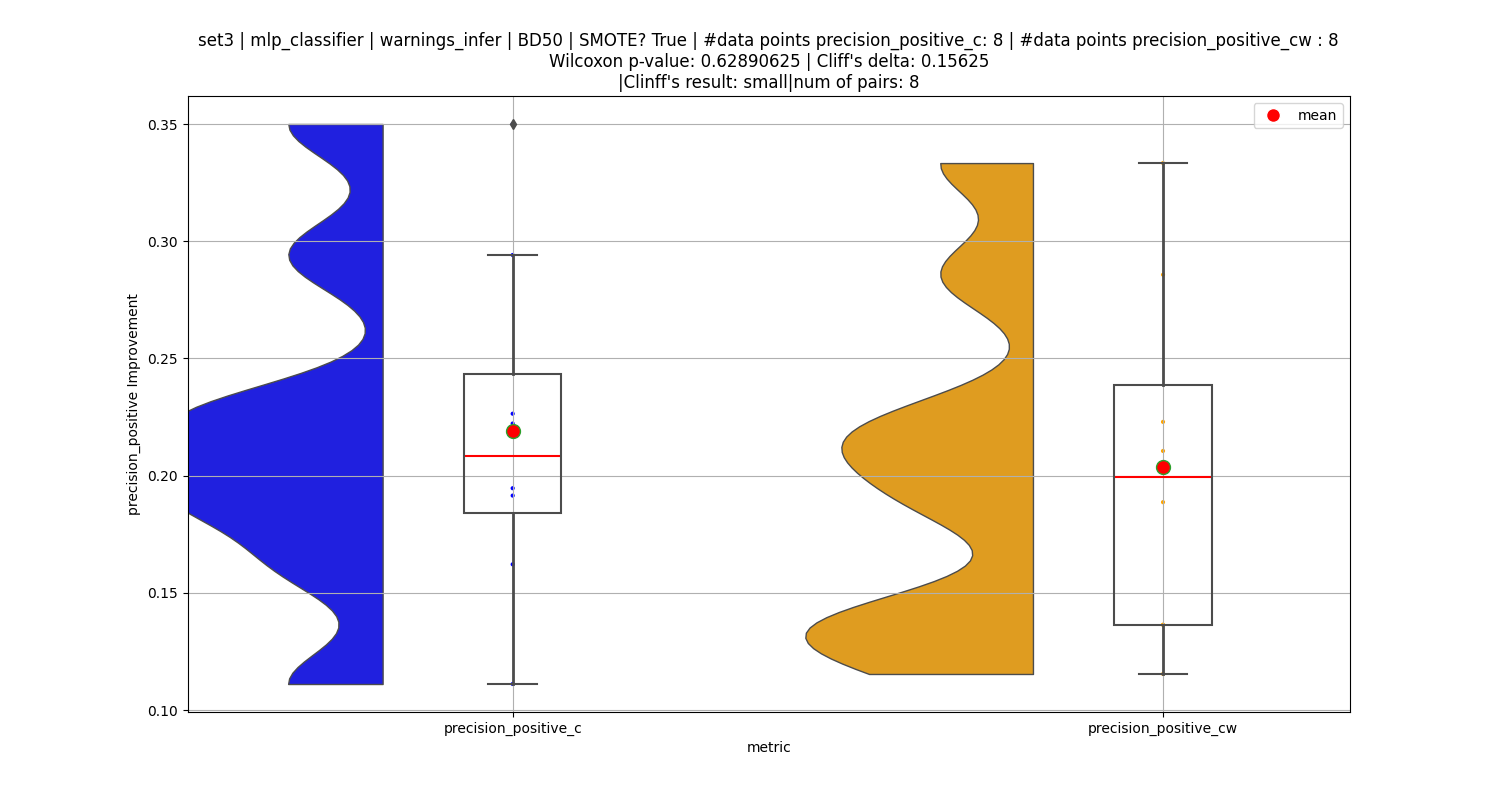 set3 | mlp_classifier | warnings_infer | BD50 | SMOTE? True | #data points precision_positive_c: 8 | #data points precision_positive_cw : 8
Wilcoxon p-value: 0.62890625 | Cliff's delta: 0.15625
|Clinff's result: small|num of pairs: 8
mean
0.35
0.30
0.25
0.20
0.15
0.10
precision_positive Improvement
precision_positive_c
precision_positive_cw
metric